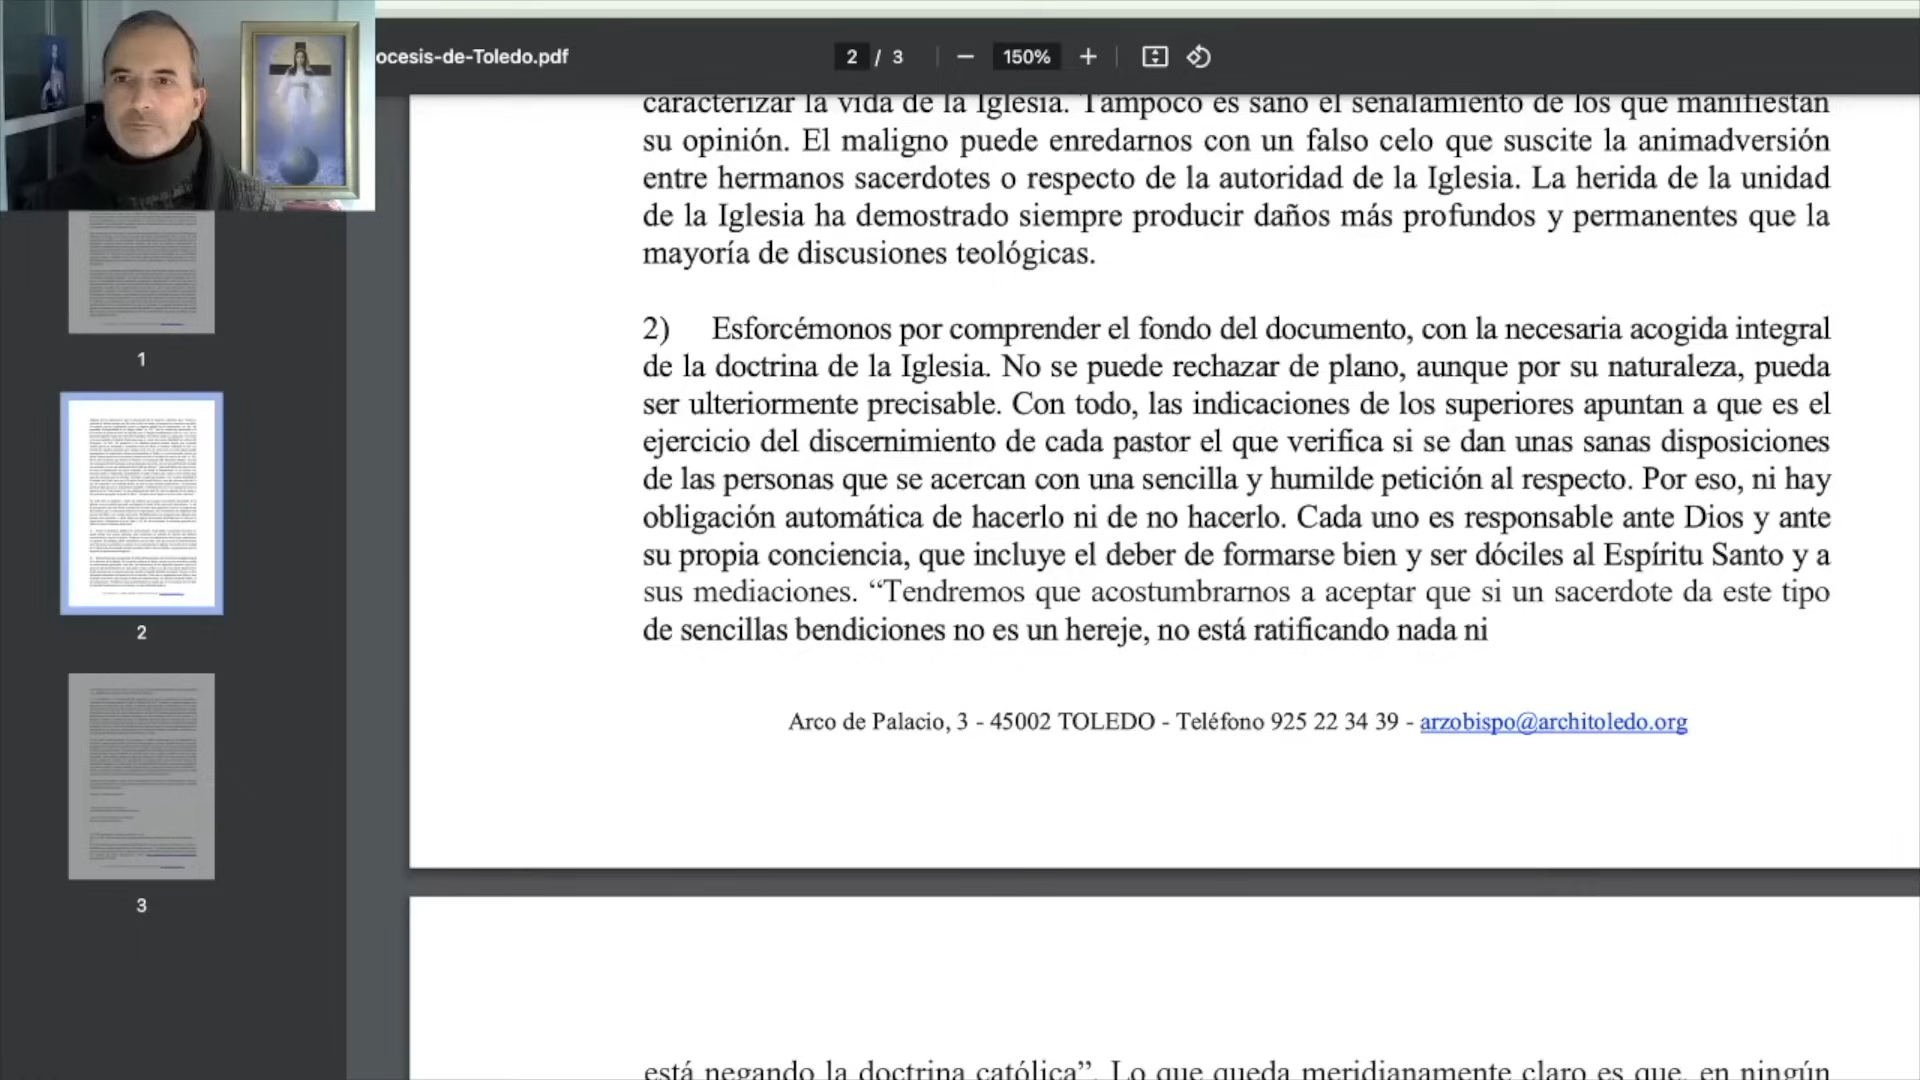 ocesis-de-Toledo.pdf
2 / 3
150%
caracterizar la vida de la Iglesia. Tampoco es sano el señalamiento de los que manifiestan
su opinión. El maligno puede enredarnos con un falso celo que suscite la animadversión
entre hermanos sacerdotes o respecto de la autoridad de la Iglesia. La herida de la unidad
de la Iglesia ha demostrado siempre producir daños más profundos y permanentes que la
mayoría de discusiones teológicas.
2) Esforcémonos por comprender el fondo del documento, con la necesaria acogida integral
de la doctrina de la Iglesia. No se puede rechazar de plano, aunque por su naturaleza, pueda
ser ulteriormente precisable. Con todo, las indicaciones de los superiores apuntan a que es el
ejercicio del discernimiento de cada pastor el que verifica si se dan unas sanas disposiciones
de las personas que se acercan con una sencilla y humilde petición al respecto. Por eso, ni hay
obligación automática de hacerlo ni de no hacerlo. Cada uno es responsable ante Dios y ante
su propia conciencia, que incluye el deber de formarse bien y ser dóciles al Espíritu Santo y a
sus mediaciones. “Tendremos que acostumbrarnos a aceptar que si un sacerdote da este tipo
de sencillas bendiciones no es un hereje, no está ratificando nada ni
Arco de Palacio, 3 - 45002 TOLEDO - Teléfono 925 22 34 39 - arzobispo@architoledo.org
está negando la doctrina católica”. Lo que queda meridianamente claro es que, en ningún
1
2
3